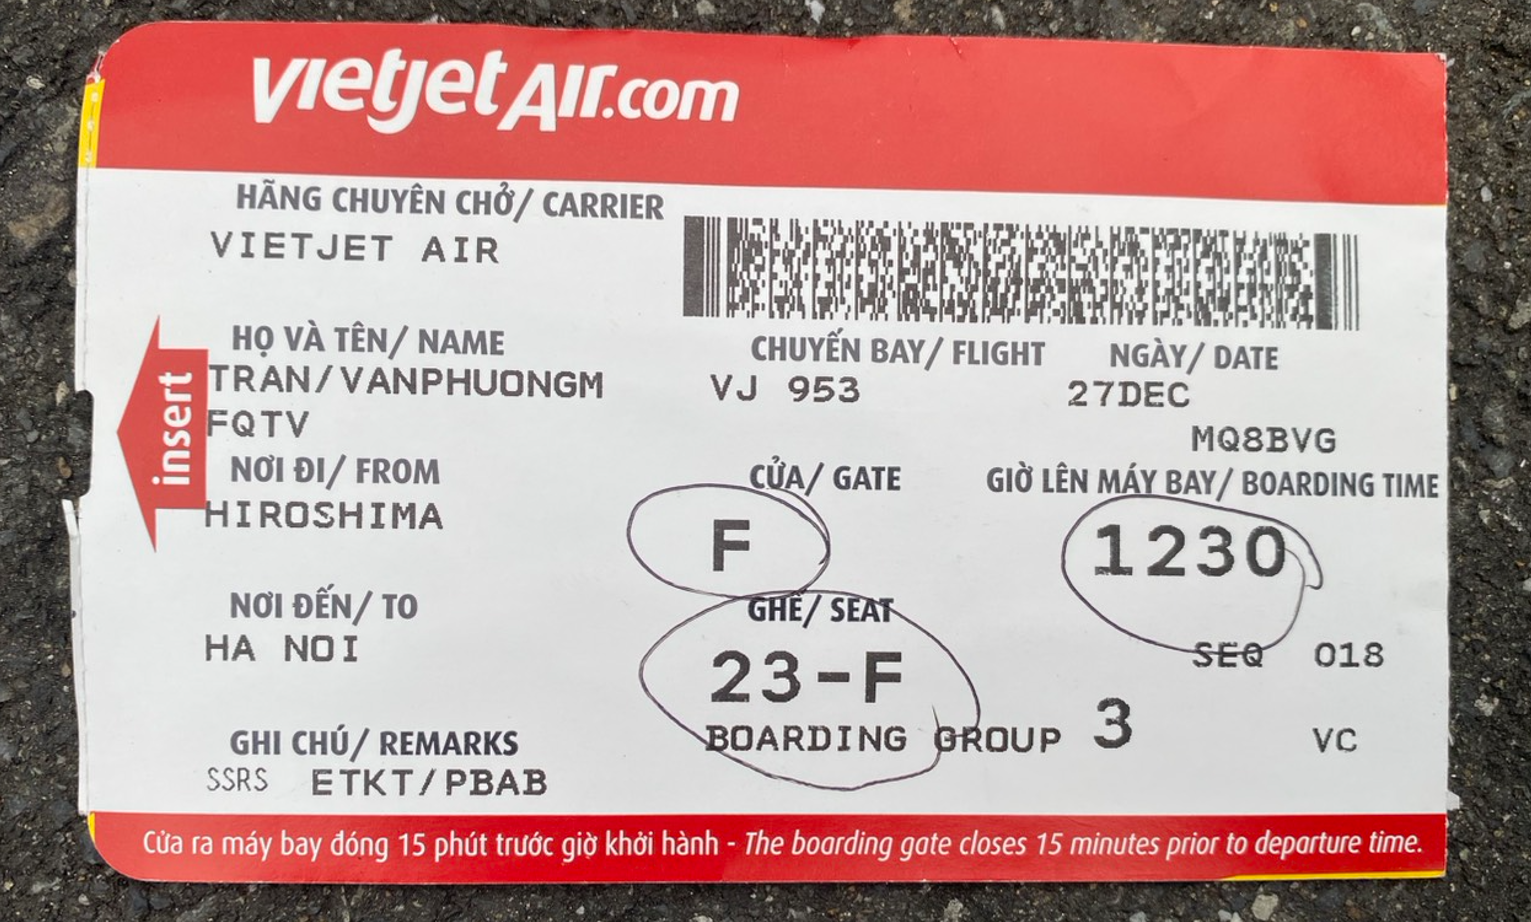 vietjetAir.com
HÃNG CHUYÊN CHỞ/ CARRIER
VIETJET AIR
HỌ VÀ TÊN/ NAME
TRAN/VANPHUONGM
FQTV
CHUYẾN BAY/ FLIGHT
VJ 953
NGÀY/ DATE
27DEC
MQ8BVG
insert
NƠI ĐI/ FROM
HIROSHIMA
CỬA/ GATE
F
GIỜ LÊN MÁY BAY/ BOARDING TIME
1230
NƠI ĐẾN/ TO
HA NOI
GHẾ/ SEAT
23-F
SEQ 018
BOARDING GROUP 3
VC
GHI CHÚ/ REMARKS
SSRS ETKT/PBAB
Cửa ra máy bay đóng 15 phút trước giờ khởi hành - The boarding gate closes 15 minutes prior to departure time.